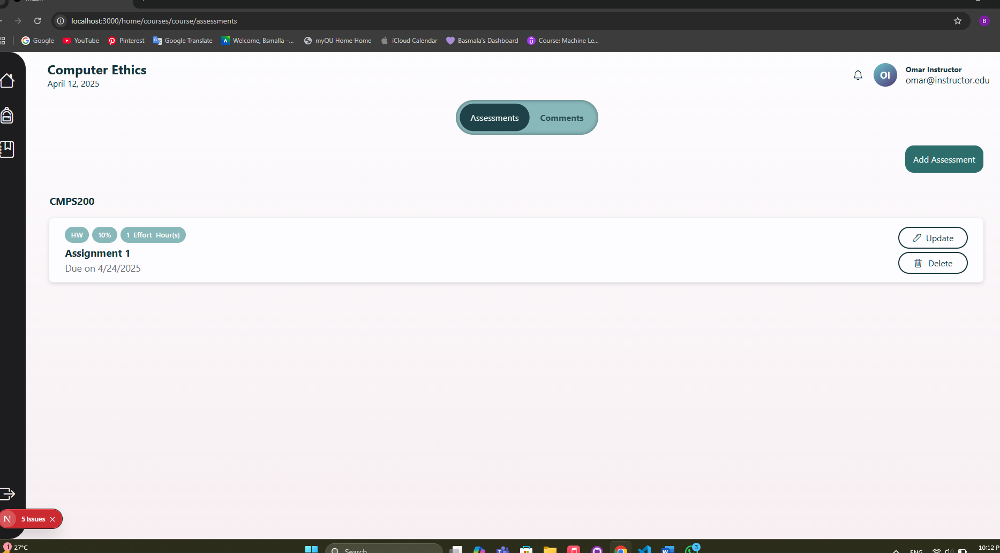 localhost:3000/home/courses/course/assessments
B
Google YouTube Pinterest Google Translate Welcome, Bsmalla –... myQU Home Home iCloud Calendar Basmala's Dashboard Course: Machine Le...
Computer Ethics
April 12, 2025
OI
Omar Instructor
omar@instructor.edu
Assessments Comments
Add Assessment
CMPS200
HW 10% 1 Effort Hour(s)
Assignment 1
Due on 4/24/2025
Update
Delete
N 5 Issues
1 27°C
Search
3
ENG
10:12 P